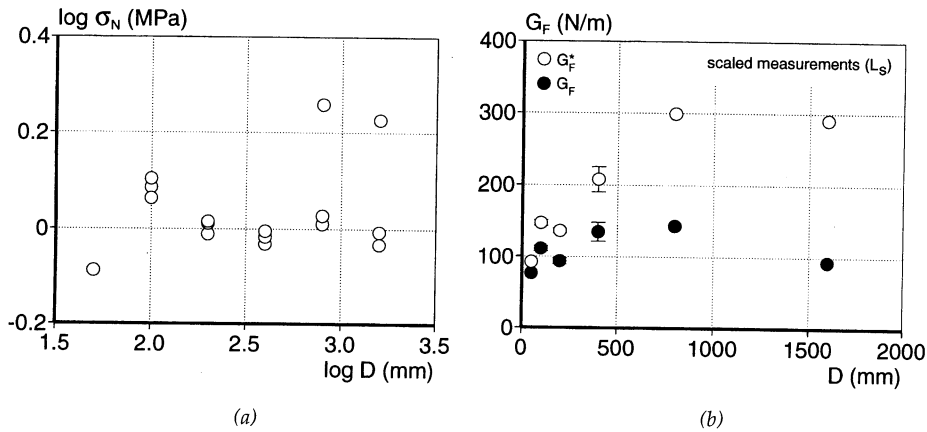 log σN (MPa)
0.4
0.2
0
-0.2
1.5 2.0 2.5 3.0 3.5
log D (mm)
(a)
GF (N/m)
400
300
200
100
0
G*F
GF
scaled measurements (LS)
0 500 1000 1500 2000
D (mm)
(b)